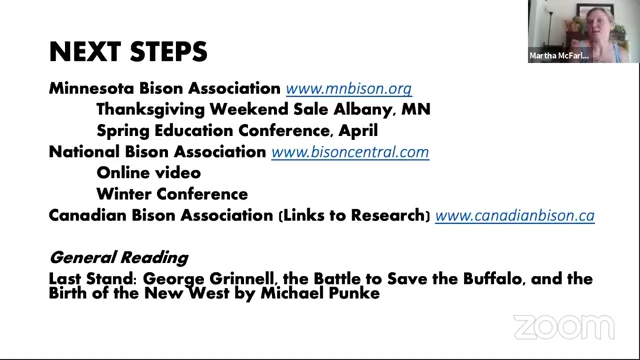 NEXT STEPS
Martha McFarl...
Minnesota Bison Association www.mnbison.org
Thanksgiving Weekend Sale Albany, MN
Spring Education Conference, April
National Bison Association www.bisoncentral.com
Online video
Winter Conference
Canadian Bison Association (Links to Research) www.canadianbison.ca
General Reading
Last Stand: George Grinnell, the Battle to Save the Buffalo, and the
Birth of the New West by Michael Punke
zoom